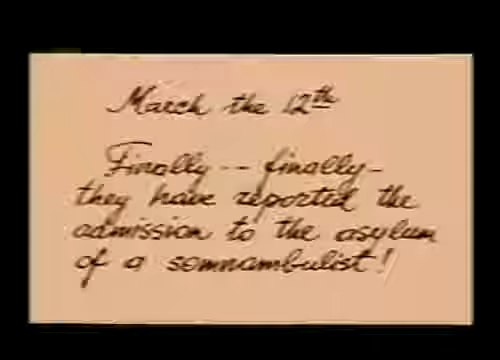 March the 12th
Finally -- finally -
they have reported the
admission to the asylum
of a somnambulist!